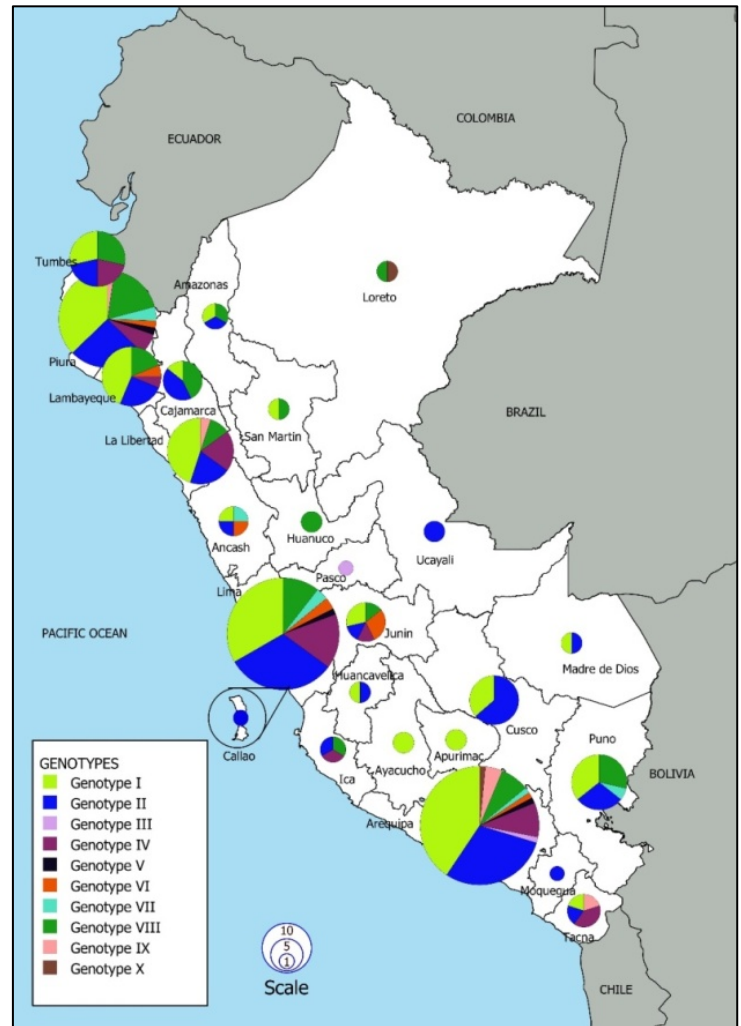 COLOMBIA
ECUADOR
Tumbes
Amazonas
Loreto
Piura
Lambayeque
Cajamarca
San Martin
BRAZIL
La Libertad
Ancash
Huanuco
Ucayali
Pasco
Lima
PACIFIC OCEAN
Junin
Madre de Dios
Huancavelica
Cusco
Callao
Ica
Ayacucho
Apurimac
Puno
BOLIVIA
Arequipa
Moquegua
Tacna
CHILE
GENOTYPES
Genotype I
Genotype II
Genotype III
Genotype IV
Genotype V
Genotype VI
Genotype VII
Genotype VIII
Genotype IX
Genotype X
10
5
1
Scale